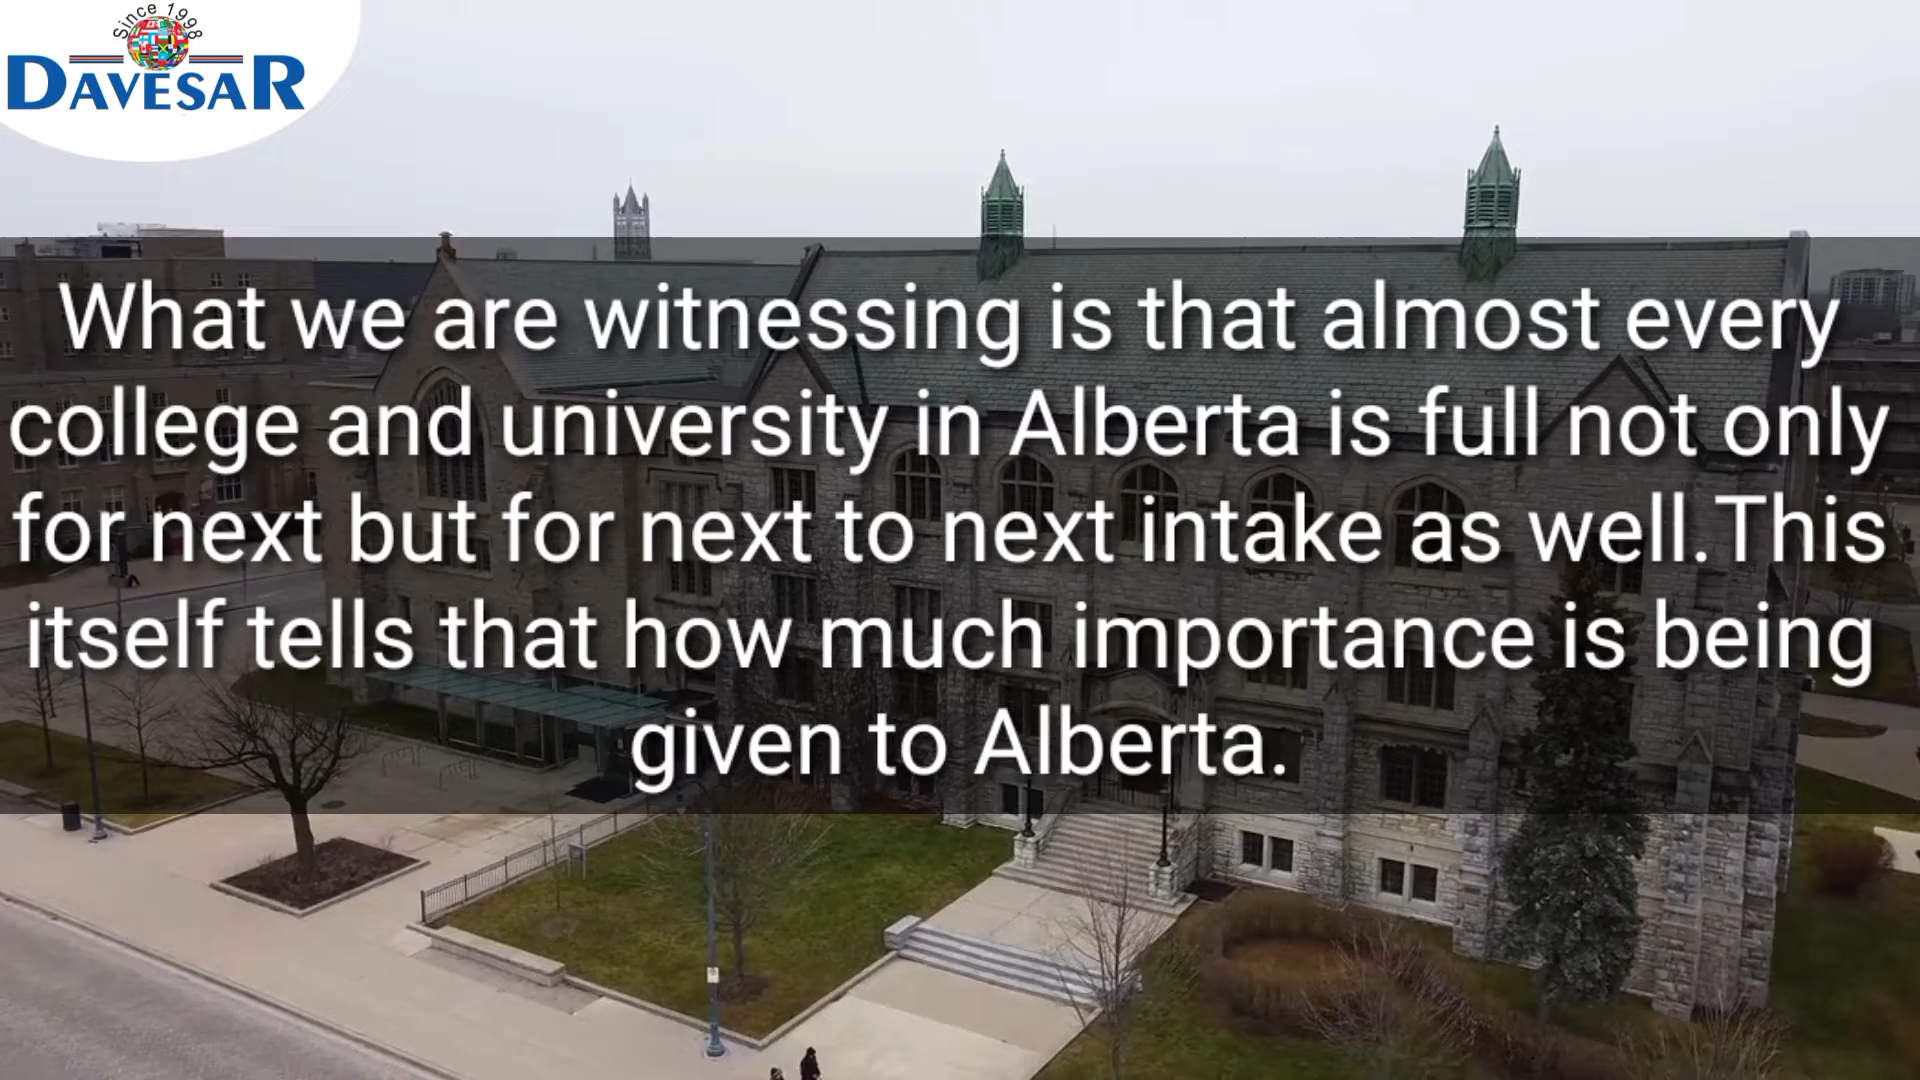 Since 1998
DAVESAR
What we are witnessing is that almost every
college and university in Alberta is full not only
for next but for next to next intake as well.This
itself tells that how much importance is being
given to Alberta.